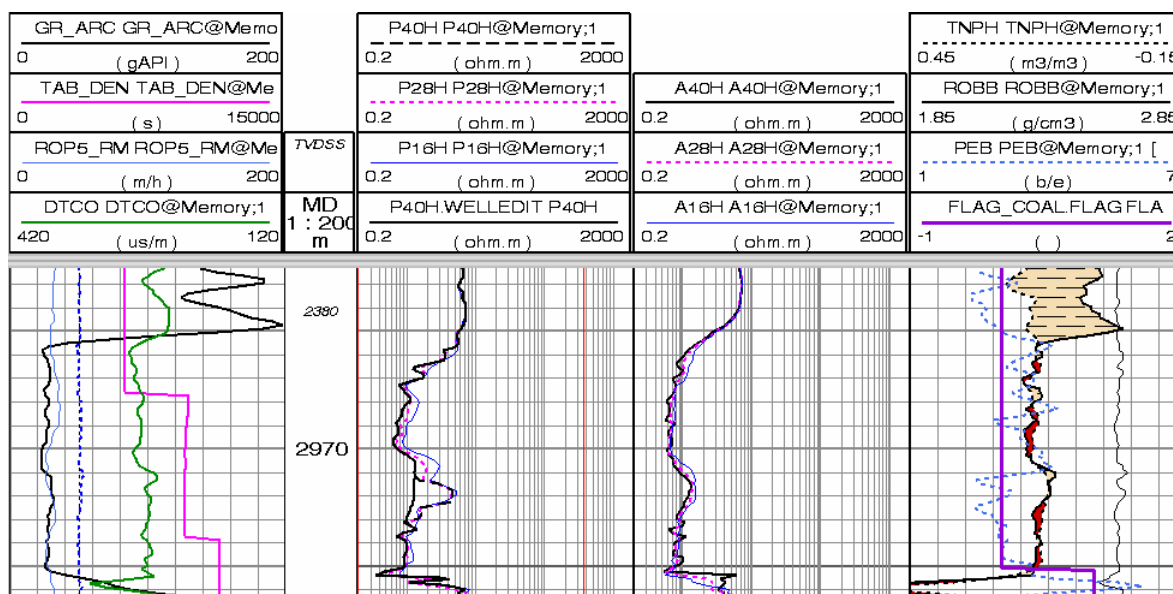 GR_ARC GR_ARC@Memo
0 (gAPI) 200
TAB_DEN TAB_DEN@Me
0 (s) 15000
ROP5_RM ROP5_RM@Me
0 (m/h) 200
DTCO DTCO@Memory;1
420 (us/m) 120
TVDSS
MD
1 : 200
m
P40H P40H@Memory;1
0.2 (ohm.m) 2000
P28H P28H@Memory;1
0.2 (ohm.m) 2000
P16H P16H@Memory;1
0.2 (ohm.m) 2000
P40H.WELLEDIT P40H
0.2 (ohm.m) 2000
A40H A40H@Memory;1
0.2 (ohm.m) 2000
A28H A28H@Memory;1
0.2 (ohm.m) 2000
A16H A16H@Memory;1
0.2 (ohm.m) 2000
TNPH TNPH@Memory;1
0.45 (m3/m3) -0.15
ROBB ROBB@Memory;1
1.85 (g/cm3) 2.85
PEB PEB@Memory;1 [
1 (b/e) 7
FLAG_COAL.FLAG FLA
-1 ( ) 2
2380
2970